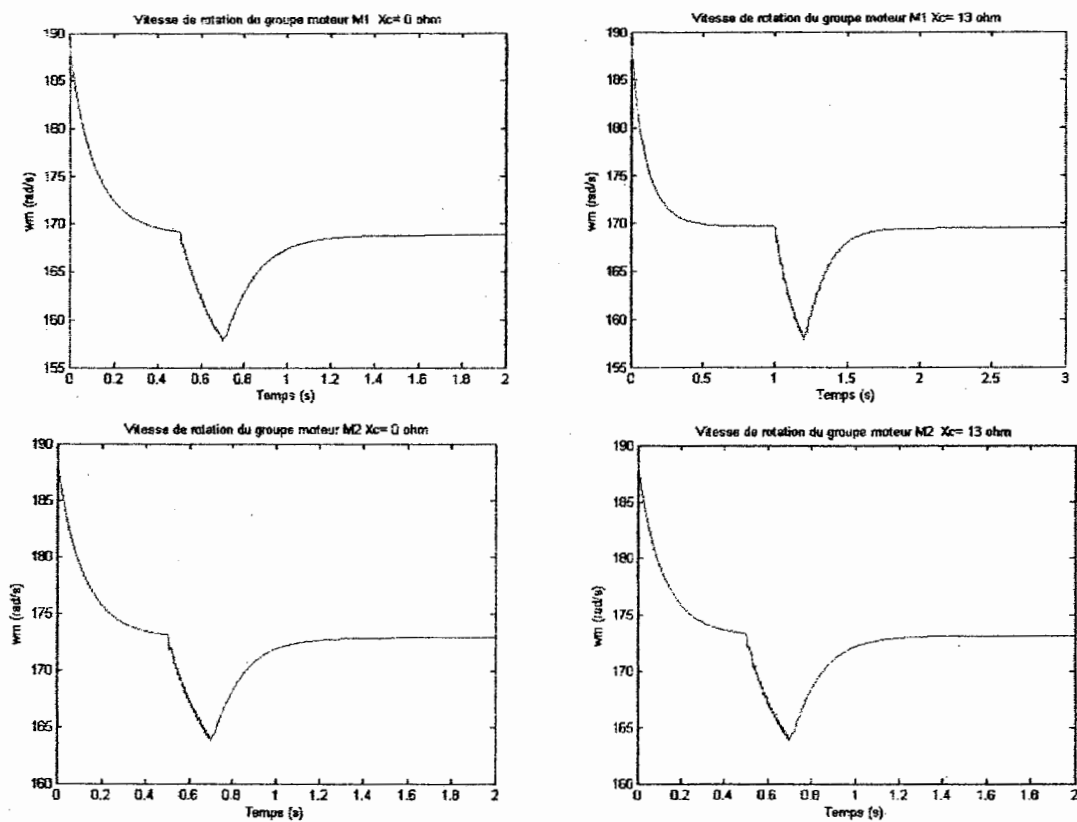 Vitesse de rotation du groupe moteur M1 Xc= 0 ohm
190
185
180
175
170
165
160
155
wm (rad/s)
0 0.2 0.4 0.6 0.8 1 1.2 1.4 1.6 1.8 2
Temps (s)
Vitesse de rotation du groupe moteur M1 Xc= 13 ohm
190
185
180
175
170
165
160
155
wm (rad/s)
0 0.5 1 1.5 2 2.5 3
Temps (s)
Vitesse de rotation du groupe moteur M2 Xc= 0 ohm
190
185
180
175
170
165
160
wm (rad/s)
0 0.2 0.4 0.6 0.8 1 1.2 1.4 1.6 1.8 2
Temps (s)
Vitesse de rotation du groupe moteur M2 Xc= 13 ohm
190
185
180
175
170
165
160
wm (rad/s)
0 0.2 0.4 0.6 0.8 1 1.2 1.4 1.6 1.8 2
Temps (s)